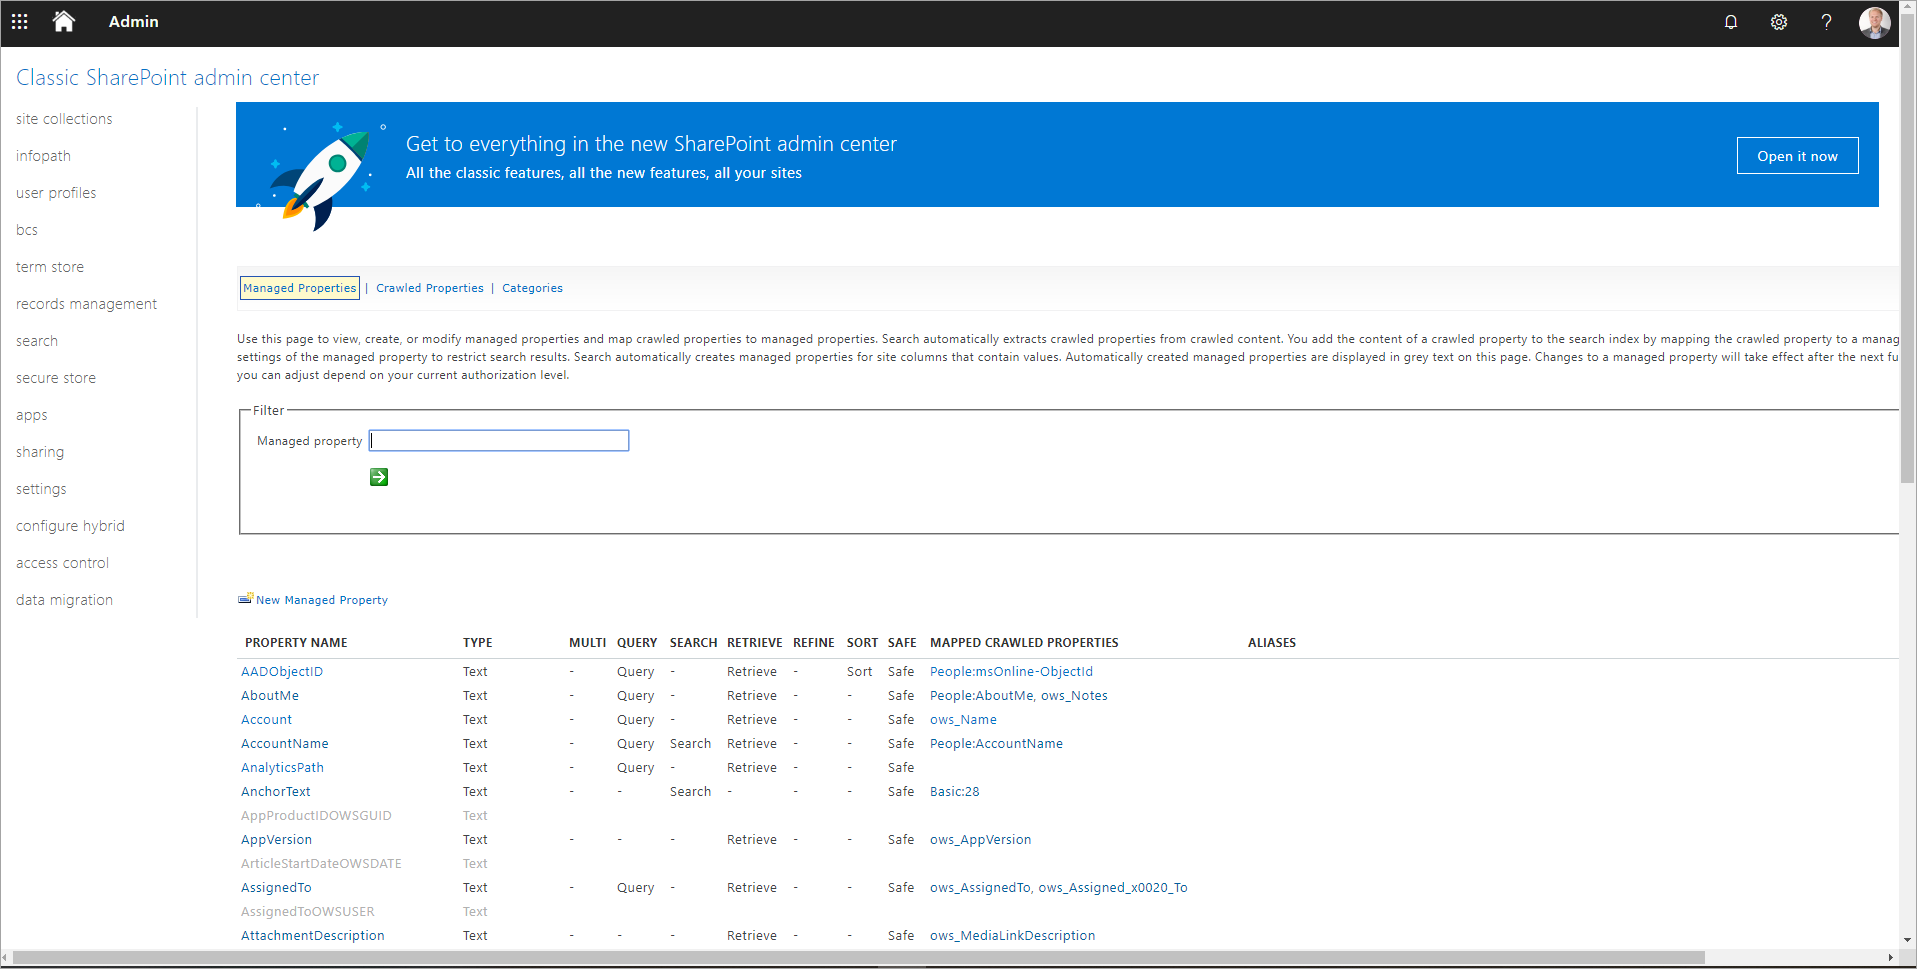 Admin
?
Classic SharePoint admin center
site collections
infopath
user profiles
bcs
term store
records management
search
secure store
apps
sharing
settings
configure hybrid
access control
data migration
Get to everything in the new SharePoint admin center
All the classic features, all the new features, all your sites
Open it now
Managed Properties | Crawled Properties | Categories
Use this page to view, create, or modify managed properties and map crawled properties to managed properties. Search automatically extracts crawled properties from crawled content. You add the content of a crawled property to the search index by mapping the crawled property to a manag
settings of the managed property to restrict search results. Search automatically creates managed properties for site columns that contain values. Automatically created managed properties are displayed in grey text on this page. Changes to a managed property will take effect after the next fu
you can adjust depend on your current authorization level.
Filter
Managed property
New Managed Property
PROPERTY NAME TYPE MULTI QUERY SEARCH RETRIEVE REFINE SORT SAFE MAPPED CRAWLED PROPERTIES ALIASES
AADObjectID Text - Query - Retrieve - Sort Safe People:msOnline-ObjectId
AboutMe Text - Query - Retrieve - - Safe People:AboutMe, ows_Notes
Account Text - Query - Retrieve - - Safe ows_Name
AccountName Text - Query Search Retrieve - - Safe People:AccountName
AnalyticsPath Text - Query - Retrieve - - Safe
AnchorText Text - - Search - - - Safe Basic:28
AppProductIDOWSGUID Text
AppVersion Text - - - Retrieve - - Safe ows_AppVersion
ArticleStartDateOWSDATE Text
AssignedTo Text - Query - Retrieve - - Safe ows_AssignedTo, ows_Assigned_x0020_To
AssignedToOWSUSER Text
AttachmentDescription Text - - - Retrieve - - Safe ows_MediaLinkDescription